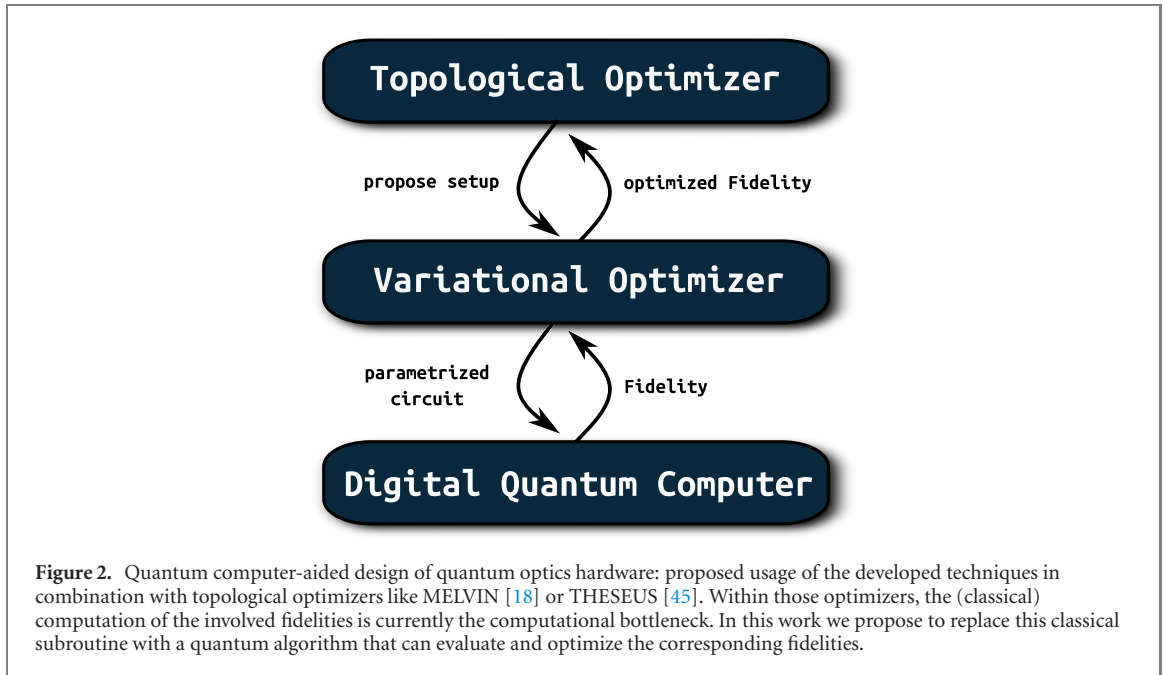 Topological Optimizer
propose setup
optimized Fidelity
Variational Optimizer
parametrized
circuit
Fidelity
Digital Quantum Computer
Figure 2. Quantum computer-aided design of quantum optics hardware: proposed usage of the developed techniques in
combination with topological optimizers like MELVIN [18] or THESEUS [45]. Within those optimizers, the (classical)
computation of the involved fidelities is currently the computational bottleneck. In this work we propose to replace this classical
subroutine with a quantum algorithm that can evaluate and optimize the corresponding fidelities.